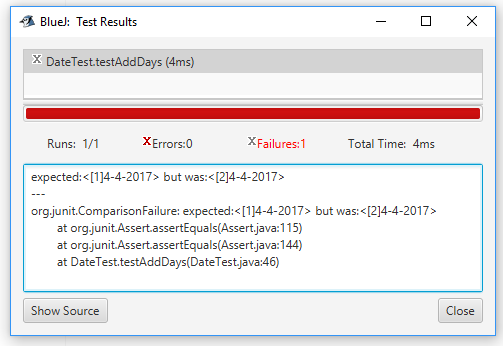 BlueJ: Test Results
DateTest.testAddDays (4ms)
Runs: 1/1 Errors:0 Failures:1 Total Time: 4ms
expected:<[1]4-4-2017> but was:<[2]4-4-2017>
---
org.junit.ComparisonFailure: expected:<[1]4-4-2017> but was:<[2]4-4-2017>
at org.junit.Assert.assertEquals(Assert.java:115)
at org.junit.Assert.assertEquals(Assert.java:144)
at DateTest.testAddDays(DateTest.java:46)
Show Source Close